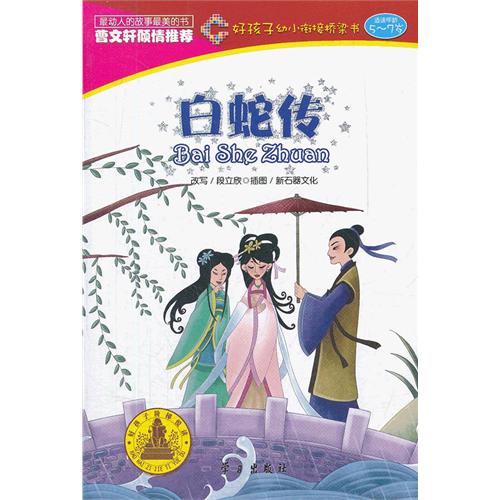 最动人的故事最美的书
曹文轩倾情推荐
好孩子幼小衔接桥梁书
适读年龄
5～7岁
白蛇传
Bai She Zhuan
改写/段立欣◎插图/新石器文化
学习出版社